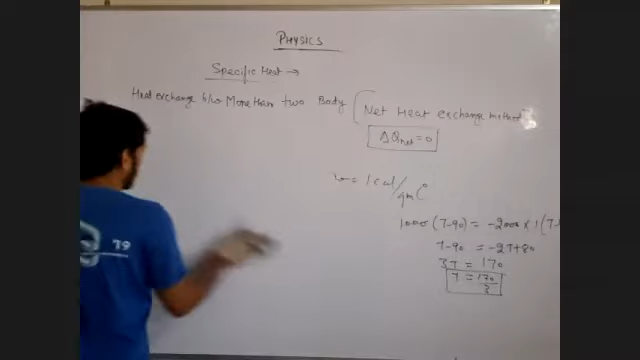 PHYSICS
Specific Heat →
Heat exchange b/w More than two Body [Net Heat exchange method
ΔQnet = 0
= 1 cal/gm C°
1000 (T-90) = -2000 × 1 (T-
T-90 = -2T+80
3T = 170
T = 170/3
79